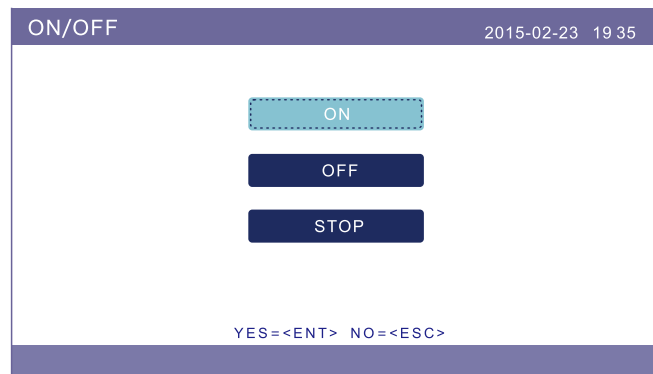 ON/OFF
2015-02-23 19 35
ON
OFF
STOP
YES=<ENT> NO=<ESC>